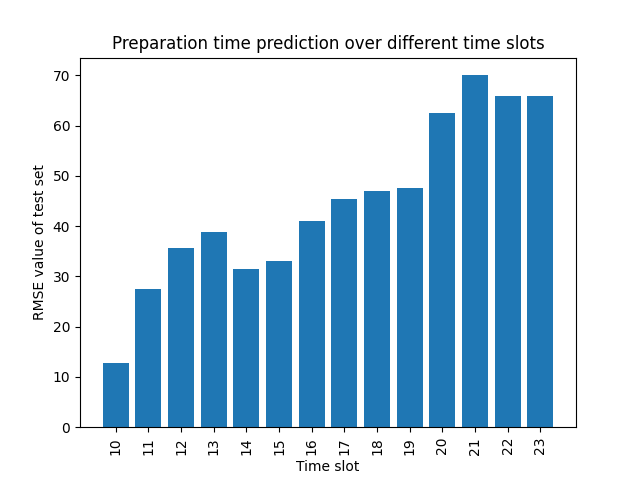 Preparation time prediction over different time slots
RMSE value of test set
70
60
50
40
30
20
10
0
10 11 12 13 14 15 16 17 18 19 20 21 22 23
Time slot